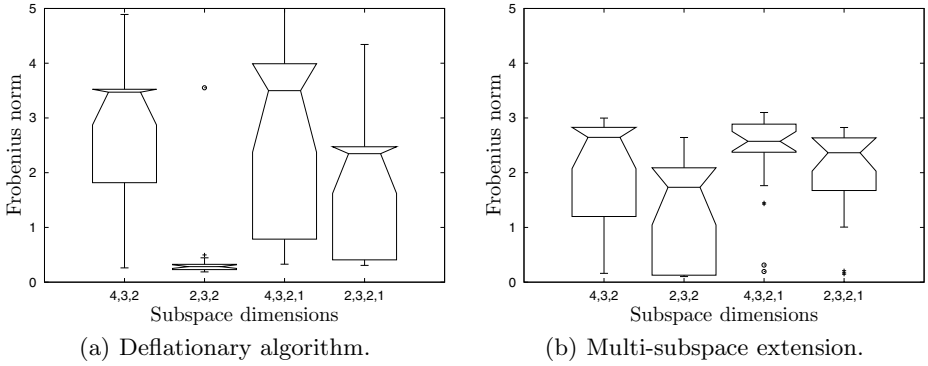 5
4
3
2
1
0
Frobenius norm
4,3,2 2,3,2 4,3,2,1 2,3,2,1
Subspace dimensions
(a) Deflationary algorithm.
5
4
3
2
1
0
Frobenius norm
4,3,2 2,3,2 4,3,2,1 2,3,2,1
Subspace dimensions
(b) Multi-subspace extension.